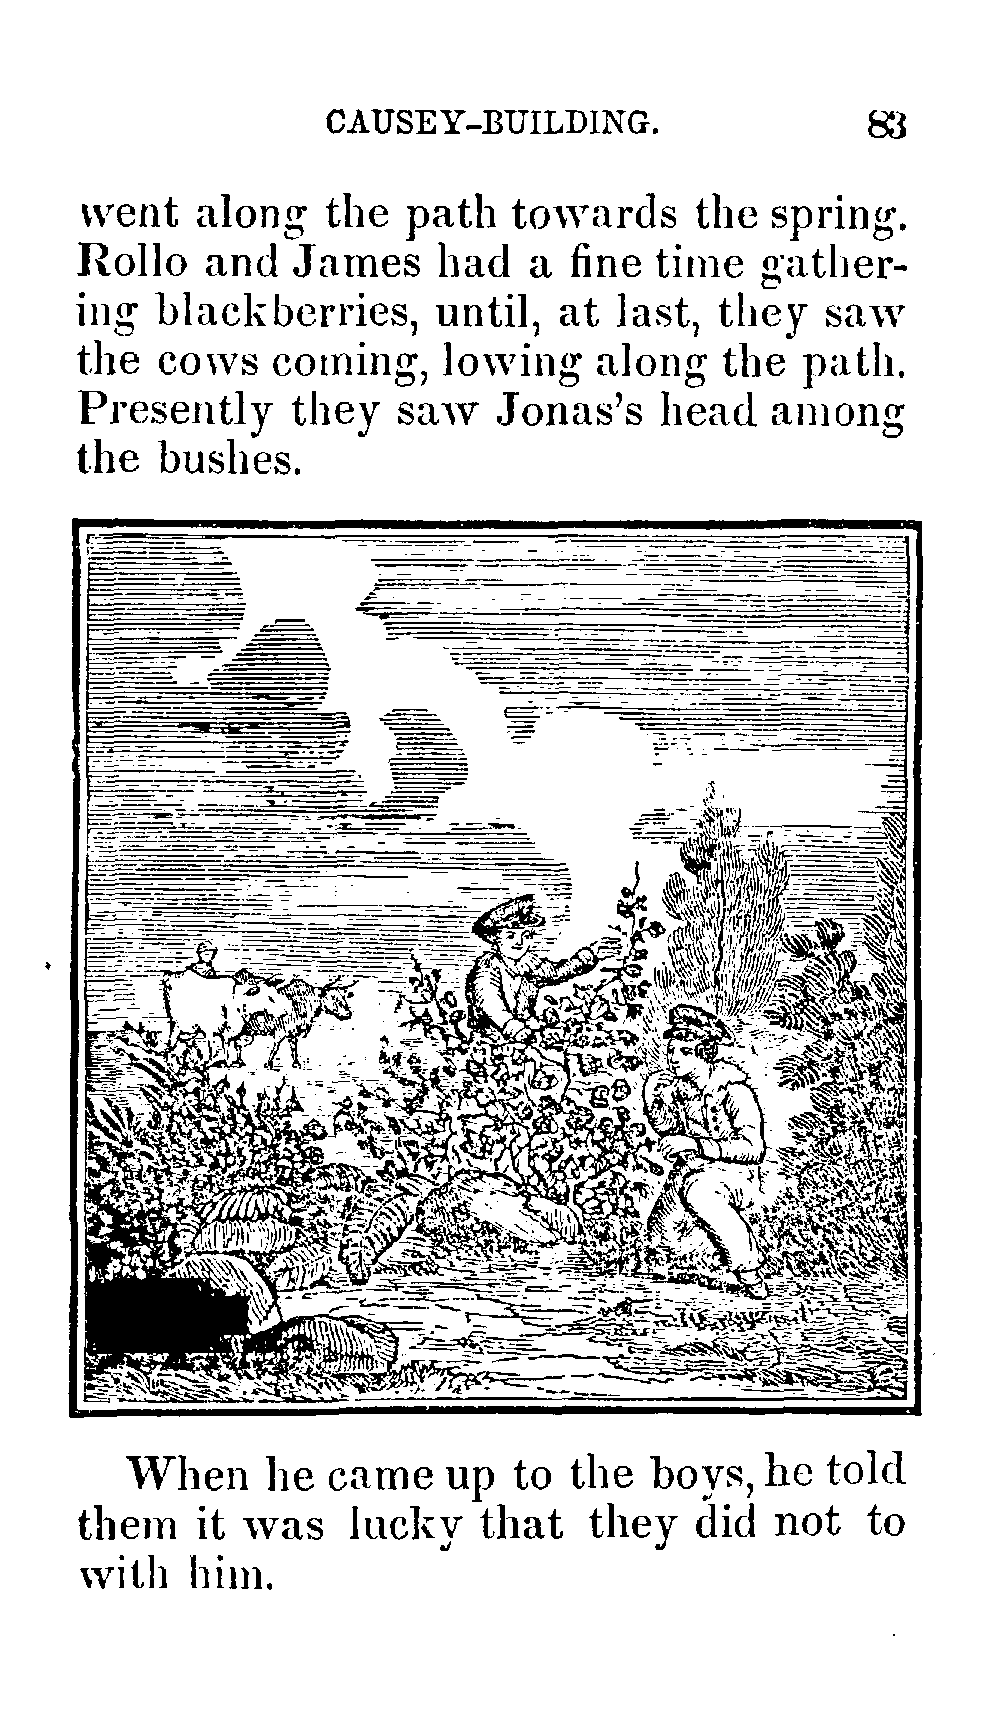 CAUSEY-BUILDING. 83
went along the path towards the spring.
Rollo and James had a fine time gather-
ing blackberries, until, at last, they saw
the cows coming, lowing along the path.
Presently they saw Jonas's head among
the bushes.
When he came up to the boys, he told
them it was lucky that they did not to
with him.